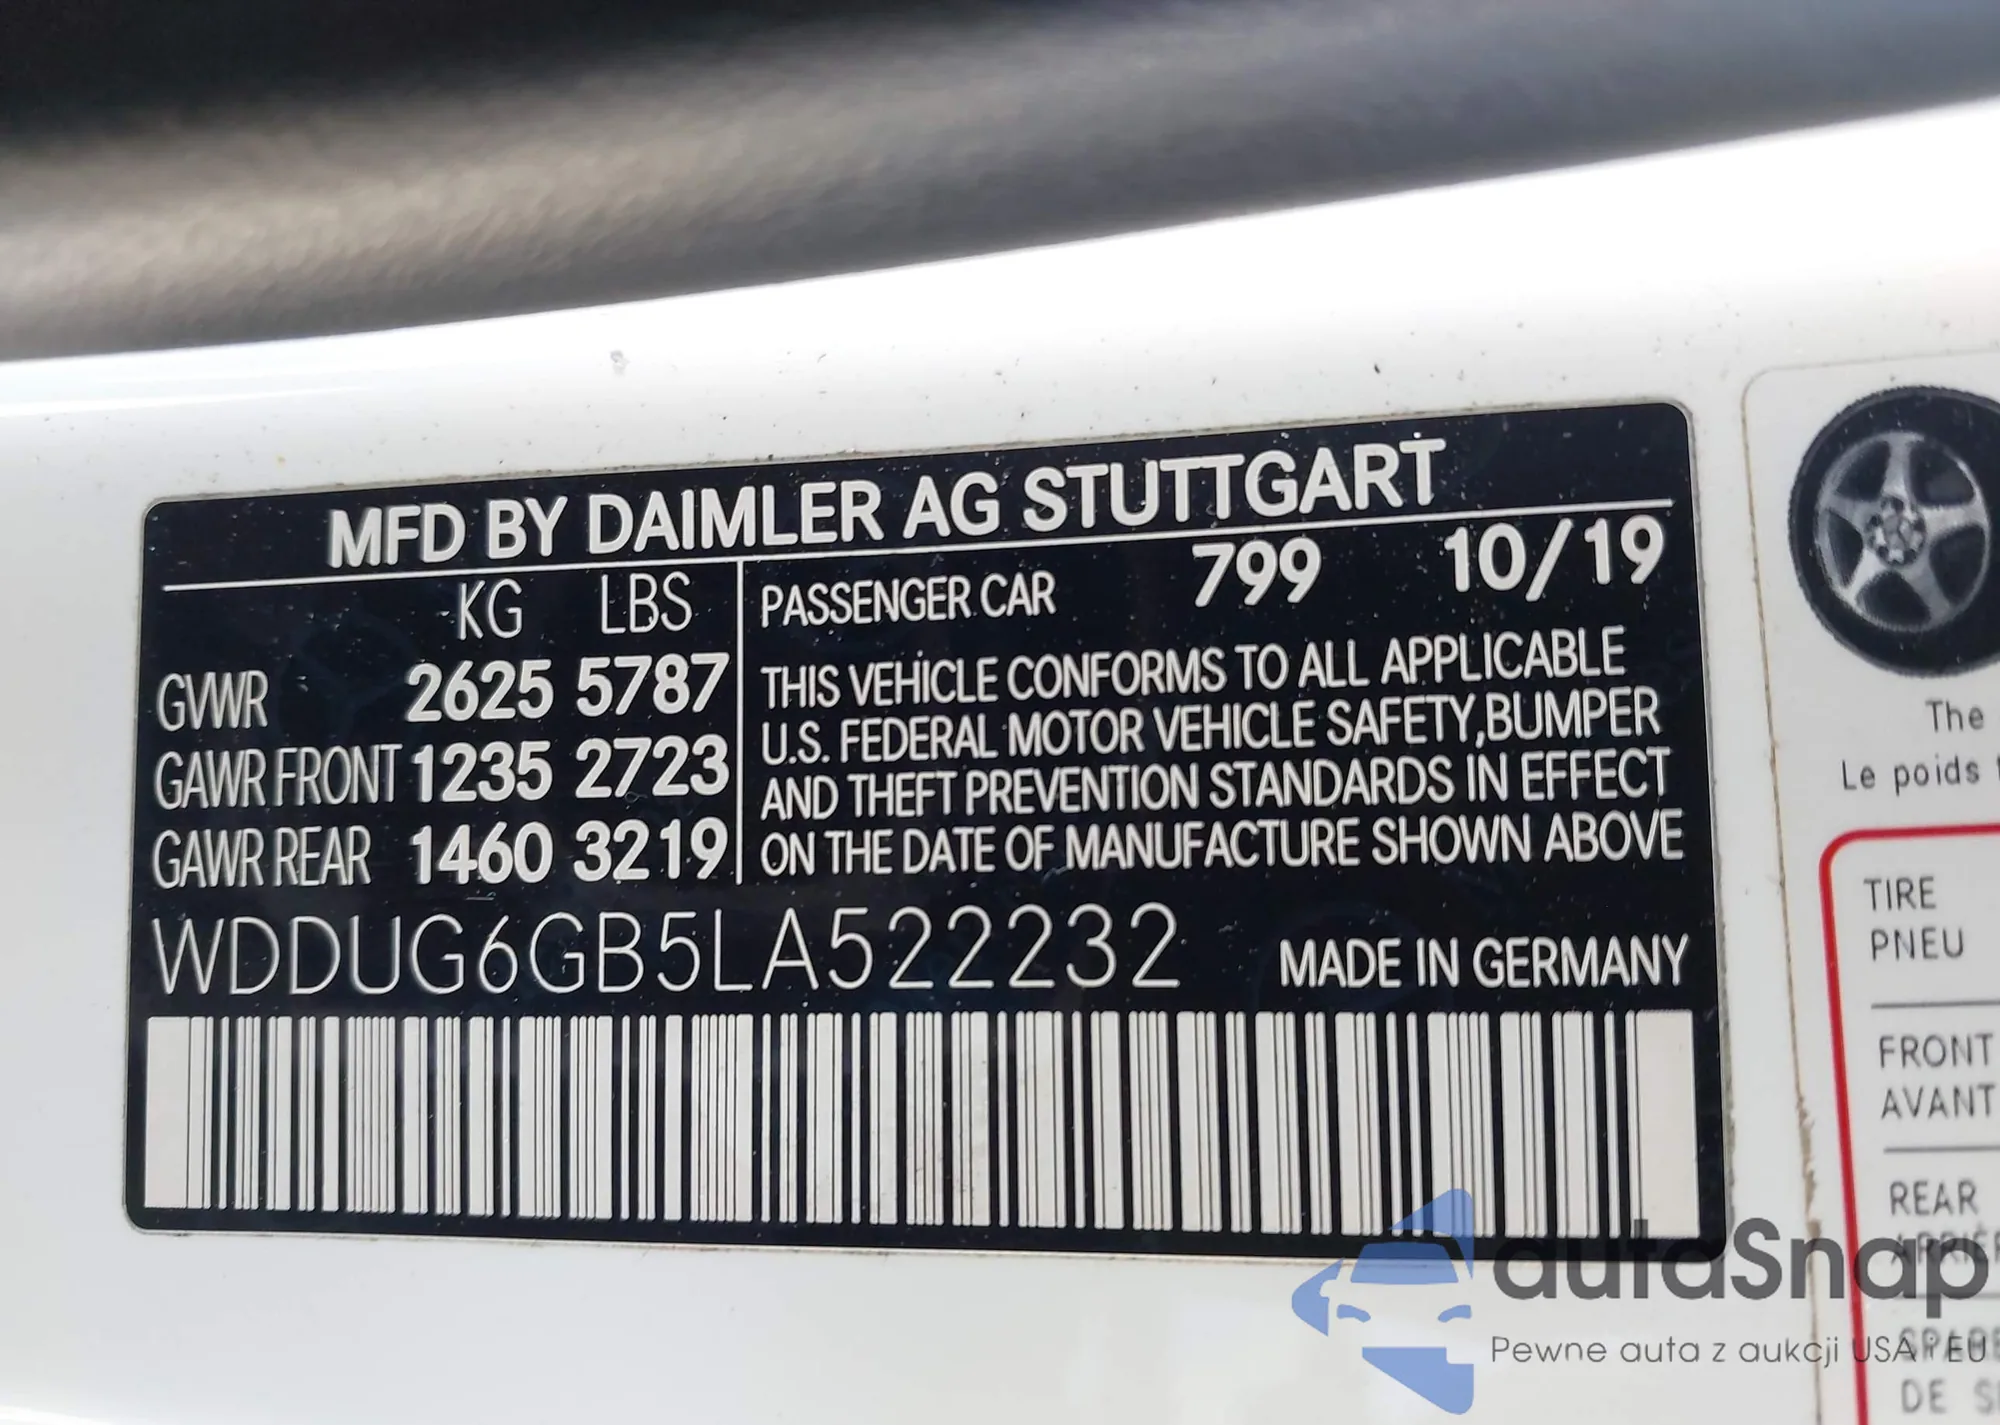 MFD BY DAIMLER AG STUTTGART
KG LBS
GVWR 2625 5787
GAWR FRONT 1235 2723
GAWR REAR 1460 3219
PASSENGER CAR 799 10/19
THIS VEHICLE CONFORMS TO ALL APPLICABLE
U.S. FEDERAL MOTOR VEHICLE SAFETY,BUMPER
AND THEFT PREVENTION STANDARDS IN EFFECT
ON THE DATE OF MANUFACTURE SHOWN ABOVE
WDDUG6GB5LA522232 MADE IN GERMANY
The
Le poids
TIRE
PNEU
FRONT
AVANT
REAR
autaSnap
Pewne auta z aukcji USA i EU
DE